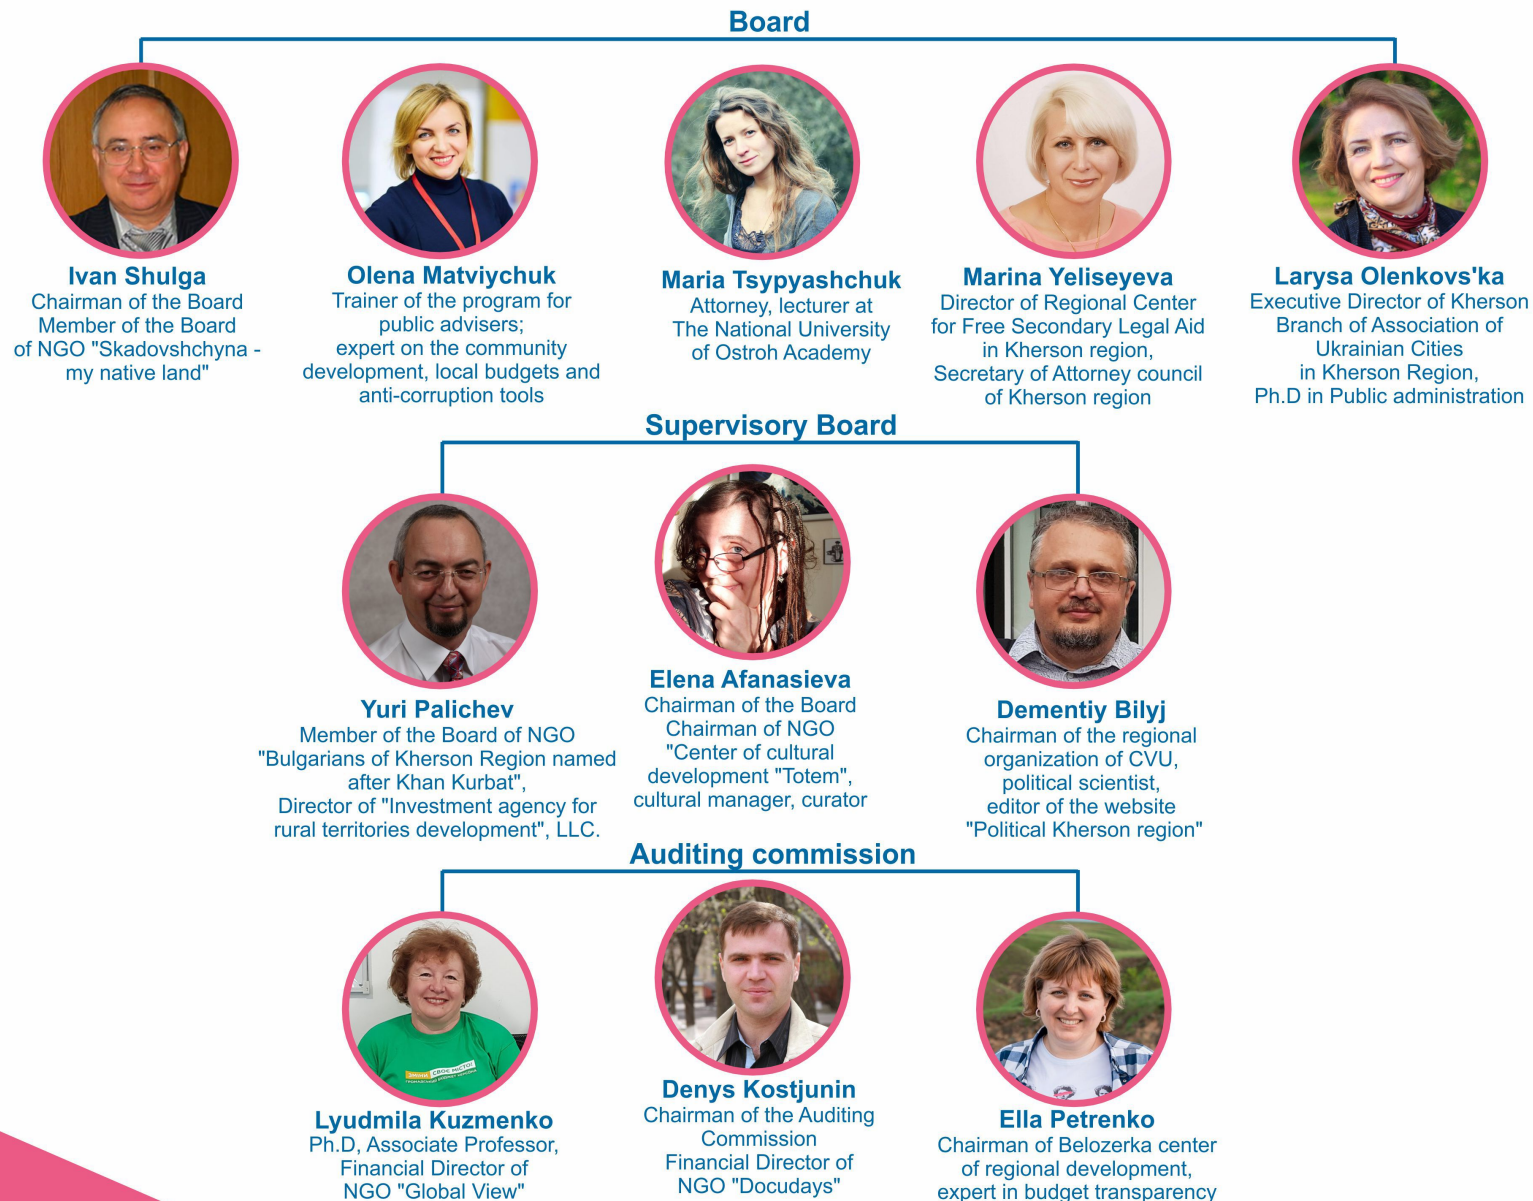 Board
Ivan Shulga
Chairman of the Board
Member of the Board
of NGO "Skadovshchyna -
my native land"
Olena Matviychuk
Trainer of the program for
public advisers;
expert on the community
development, local budgets and
anti-corruption tools
Maria Tsypyashchuk
Attorney, lecturer at
The National University
of Ostroh Academy
Marina Yeliseyeva
Director of Regional Center
for Free Secondary Legal Aid
in Kherson region,
Secretary of Attorney council
of Kherson region
Larysa Olenkovs'ka
Executive Director of Kherson
Branch of Association of
Ukrainian Cities
in Kherson Region,
Ph.D in Public administration
Supervisory Board
Yuri Palichev
Member of the Board of NGO
"Bulgarians of Kherson Region named
after Khan Kurbat",
Director of "Investment agency for
rural territories development", LLC.
Elena Afanasieva
Chairman of the Board
Chairman of NGO
"Center of cultural
development "Totem",
cultural manager, curator
Dementiy Bilyj
Chairman of the regional
organization of CVU,
political scientist,
editor of the website
"Political Kherson region"
Auditing commission
СВОЄ МІСТО!
Lyudmila Kuzmenko
Ph.D, Associate Professor,
Financial Director of
NGO "Global View"
Denys Kostjunin
Chairman of the Auditing
Commission
Financial Director of
NGO "Docudays"
Ella Petrenko
Chairman of Belozerka center
of regional development,
expert in budget transparency